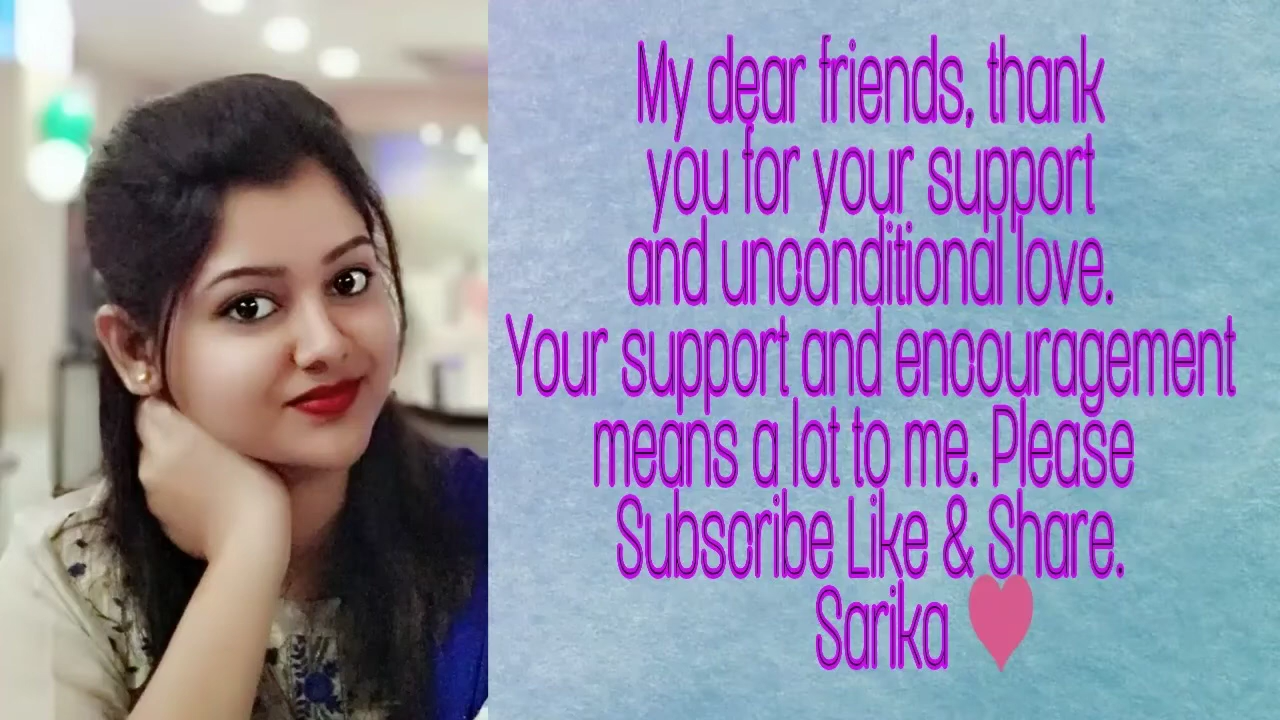 My dear friends, thank
you for your support
and unconditional love.
Your support and encouragement
means a lot to me. Please
Subscribe Like & Share.
Sarika ♥